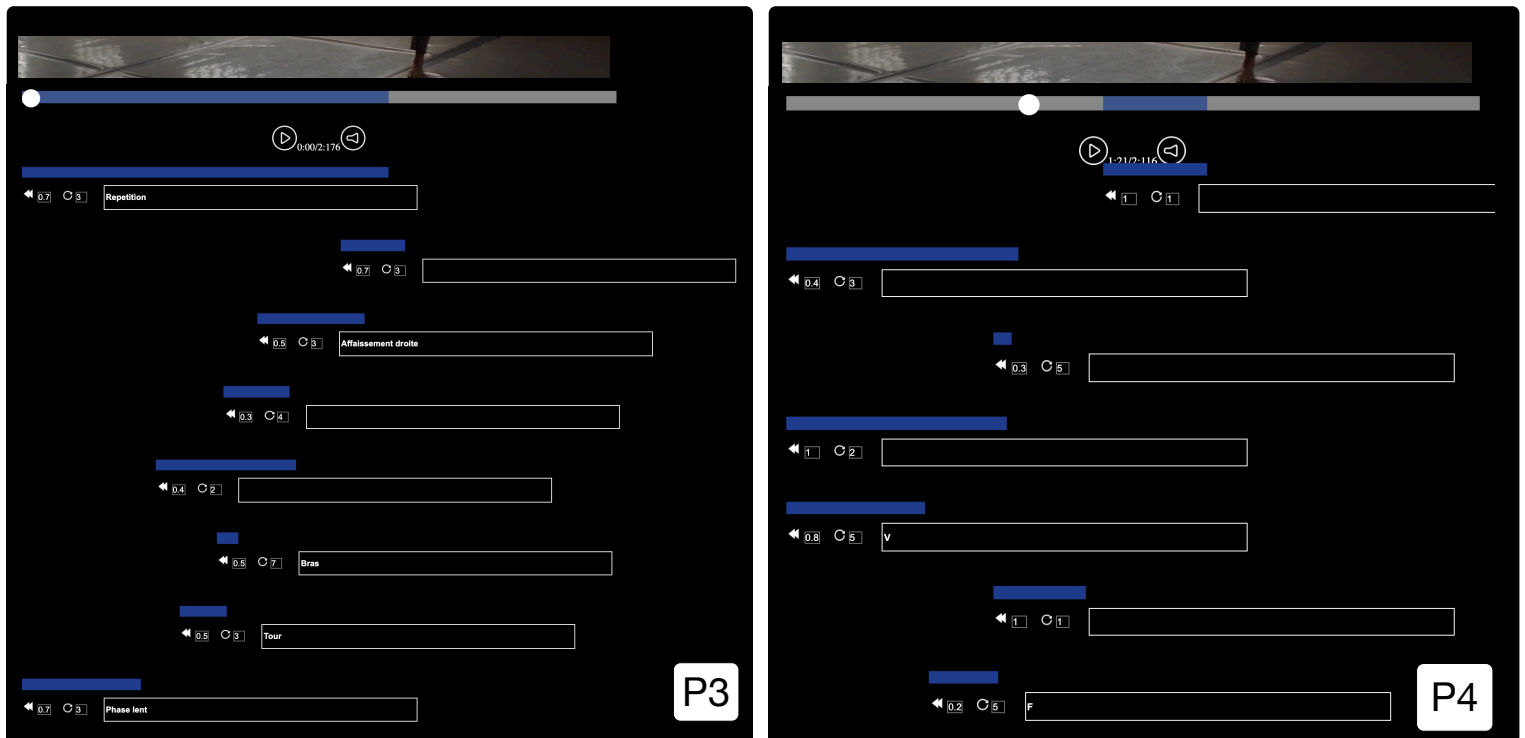 0:00/2:176
0.7 3 Repetition
0.7 3
0.5 3 Affaissement droite
0.3 4
0.4 2
0.5 7 Bras
0.5 3 Tour
0.7 3 Phase lent
P3
1:21/2:116
1 1
0.4 3
0.3 5
1 2
0.8 5 V
1 1
0.2 5 F
P4